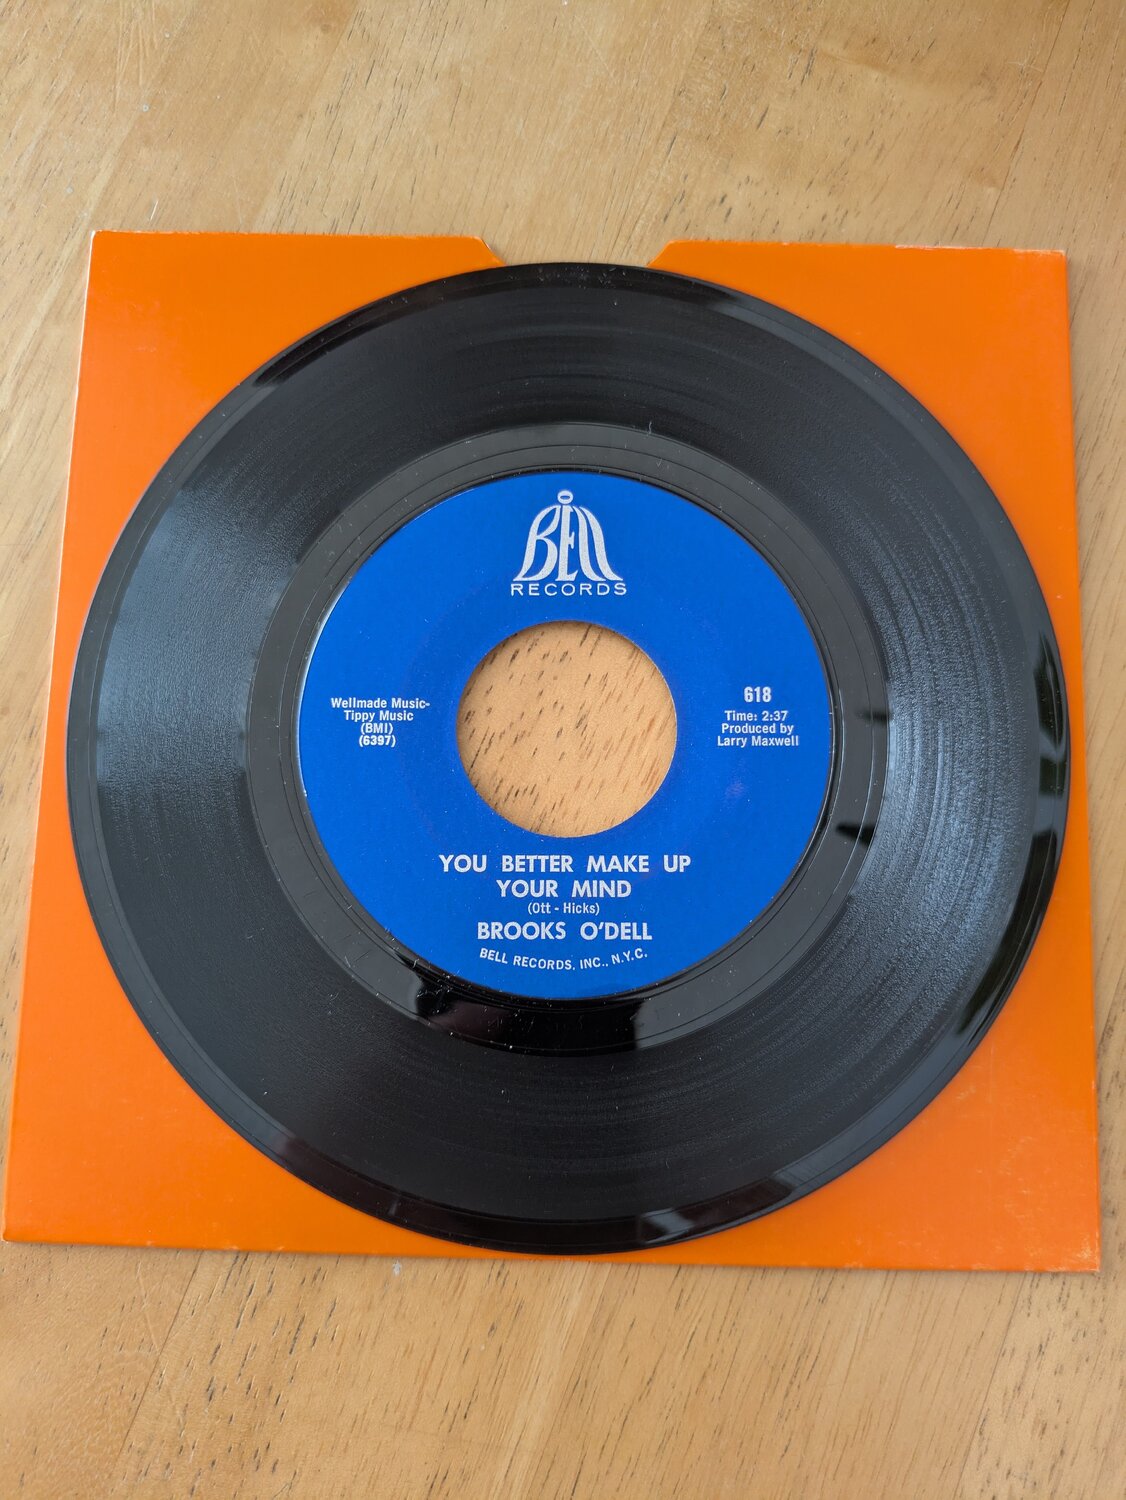 BELL
RECORDS
Wellmade Music-
Tippy Music
(BMI)
(6397)
618
Time: 2:37
Produced by
Larry Maxwell
YOU BETTER MAKE UP
YOUR MIND
(Ott - Hicks)
BROOKS O'DELL
BELL RECORDS, INC., N.Y.C.